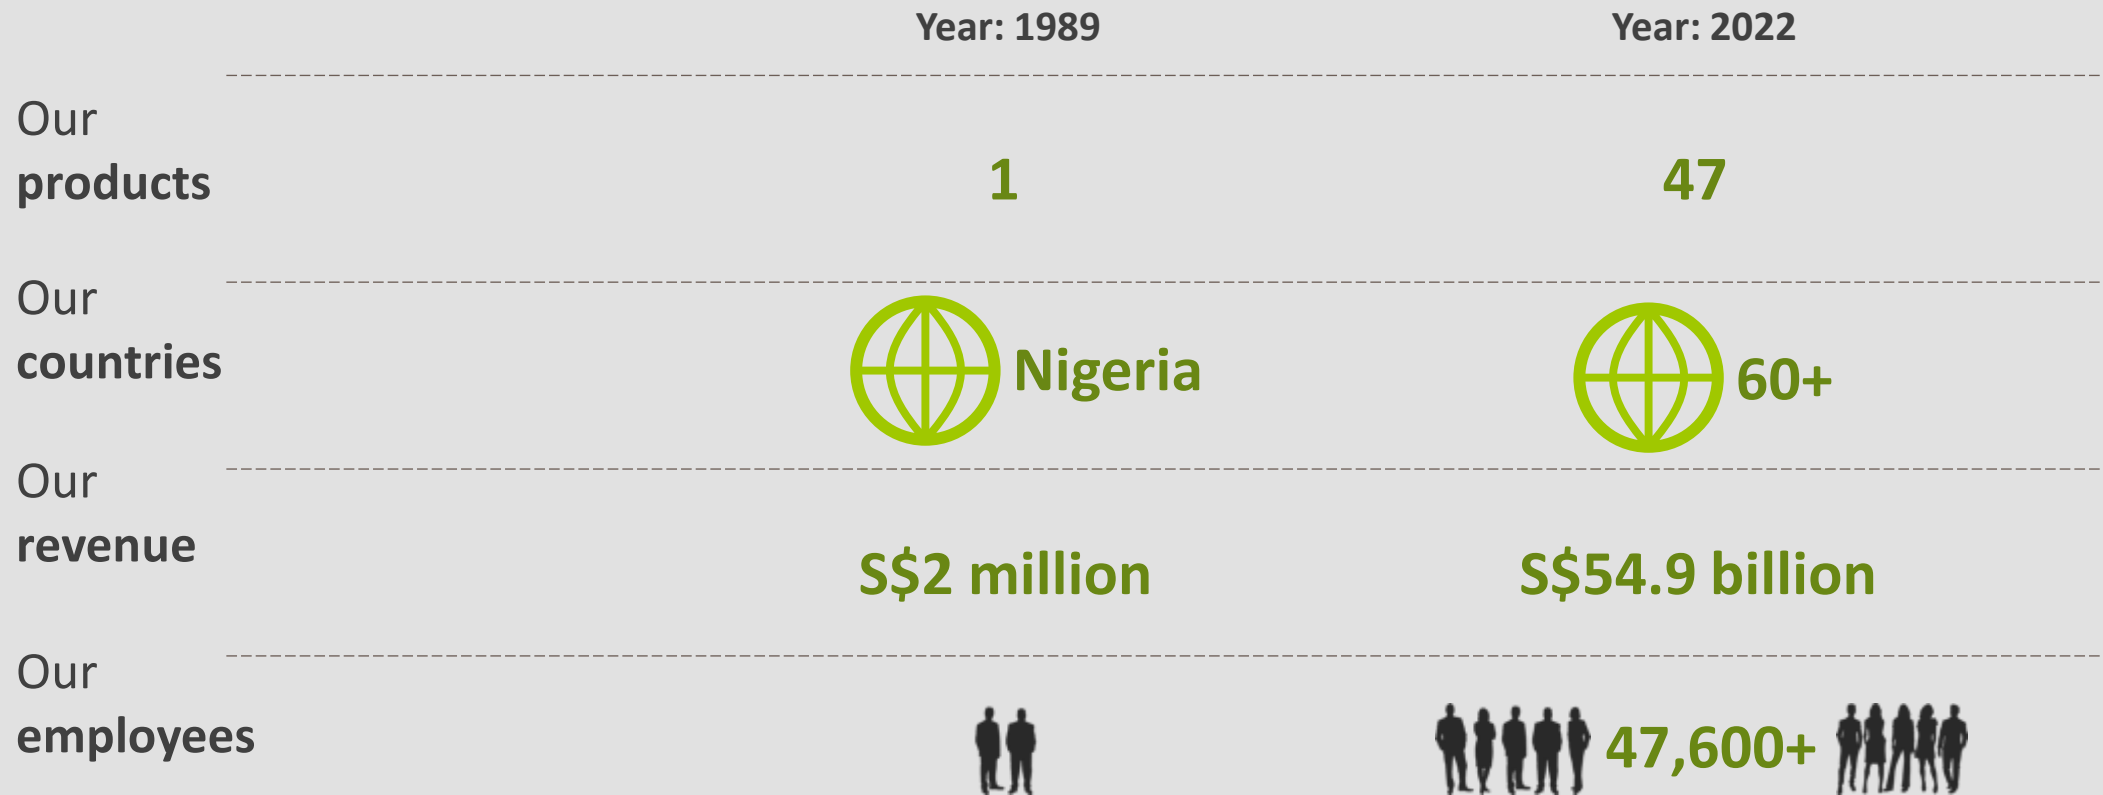 Year: 1989 Year: 2022
Our
products 1 47
Our
countries Nigeria 60+
Our
revenue S$2 million S$54.9 billion
Our
employees 47,600+